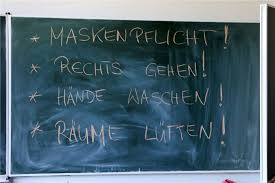 * MASKENPFLICHT!
* RECHTS GEHEN!
* HÄNDE WASCHEN!
* RÄUME LÜFTEN!